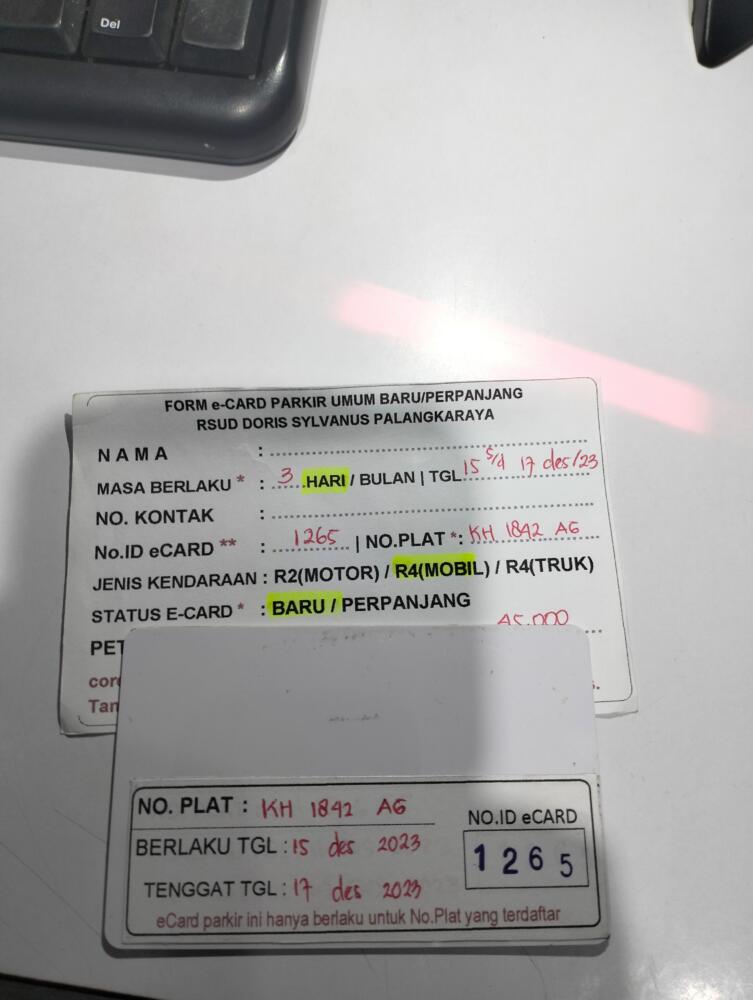 Del
FORM e-CARD PARKIR UMUM BARU/PERPANJANG
RSUD DORIS SYLVANUS PALANGKARAYA
NAMA :
MASA BERLAKU * : 3 HARI / BULAN | TGL 15 s/d 17 des/23
NO. KONTAK :
No.ID eCARD ** : 1265 | NO.PLAT *: KH 1842 AG
JENIS KENDARAAN : R2(MOTOR) / R4(MOBIL) / R4(TRUK)
STATUS E-CARD * : BARU / PERPANJANG
45.000
NO. PLAT : KH 1842 AG
NO.ID eCARD
BERLAKU TGL : 15 des 2023
1265
TENGGAT TGL : 17 des 2023
eCard parkir ini hanya berlaku untuk No.Plat yang terdaftar